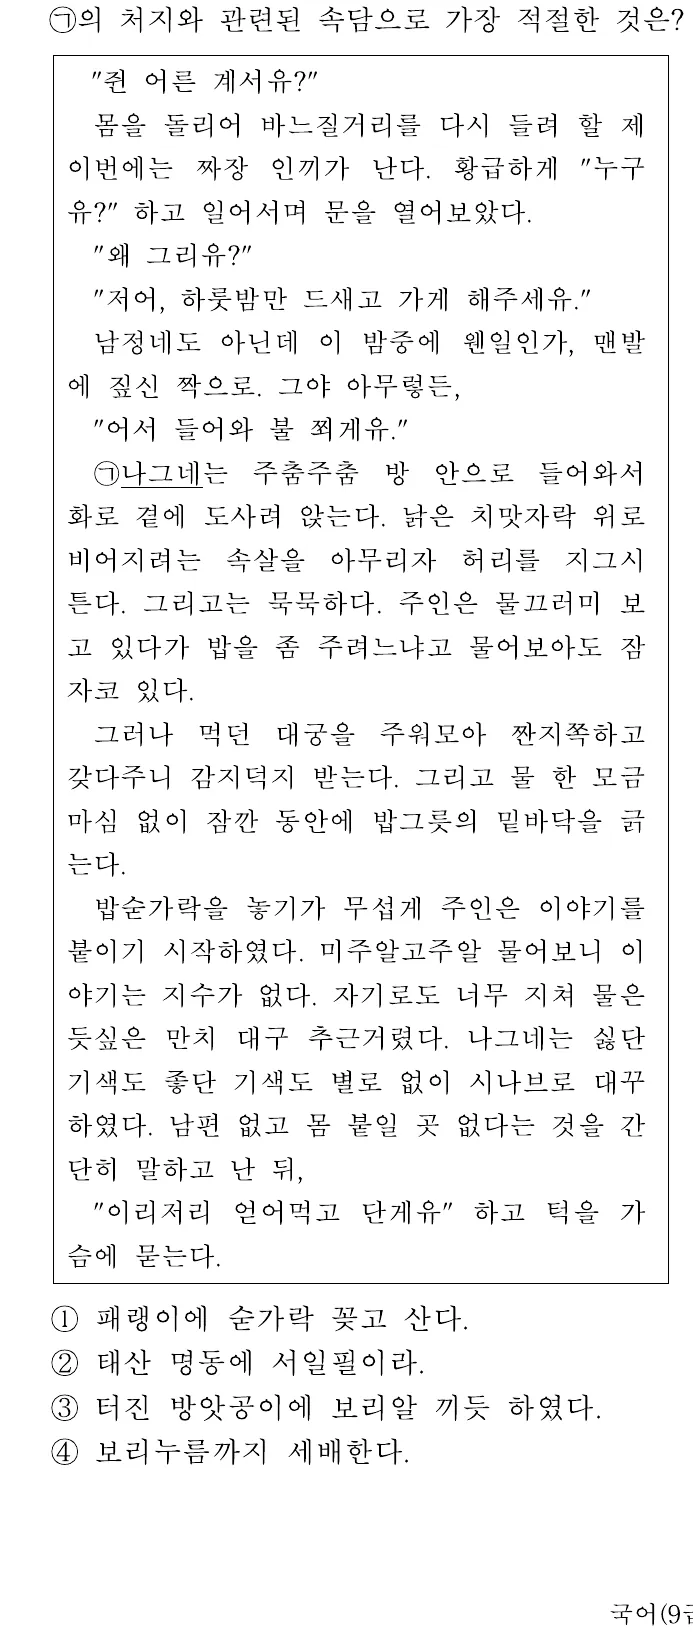 ㉠의 처지와 관련된 속담으로 가장 적절한 것은?
"쥔 어른 계서유?"
몸을 돌리어 바느질거리를 다시 들려 할 제
이번에는 짜장 인끼가 난다. 황급하게 "누구
유?" 하고 일어서며 문을 열어보았다.
"왜 그리유?"
"저어, 하룻밤만 드새고 가게 해주세유."
남정네도 아닌데 이 밤중에 웬일인가, 맨발
에 짚신 짝으로. 그야 아무렇든,
"어서 들어와 불 쬐게유."
㉠나그네는 주춤주춤 방 안으로 들어와서
화로 곁에 도사려 앉는다. 낡은 치맛자락 위로
비어지려는 속살을 아무리자 허리를 지그시
튼다. 그리고는 묵묵하다. 주인은 물끄러미 보
고 있다가 밥을 좀 주려느냐고 물어보아도 잠
자코 있다.
그러나 먹던 대궁을 주워모아 짠지쪽하고
갖다주니 감지덕지 받는다. 그리고 물 한 모금
마심 없이 잠깐 동안에 밥그릇의 밑바닥을 긁
는다.
밥숟가락을 놓기가 무섭게 주인은 이야기를
붙이기 시작하였다. 미주알고주알 물어보니 이
야기는 지수가 없다. 자기로도 너무 지쳐 물은
듯싶은 만치 대구 추근거렸다. 나그네는 싫단
기색도 좋단 기색도 별로 없이 시나브로 대꾸
하였다. 남편 없고 몸 붙일 곳 없다는 것을 간
단히 말하고 난 뒤,
"이리저리 얻어먹고 단게유" 하고 턱을 가
슴에 묻는다.
① 패랭이에 숟가락 꽂고 산다.
② 태산 명동에 서일필이라.
③ 터진 방앗공이에 보리알 끼듯 하였다.
④ 보리누름까지 세배한다.
국어(9급